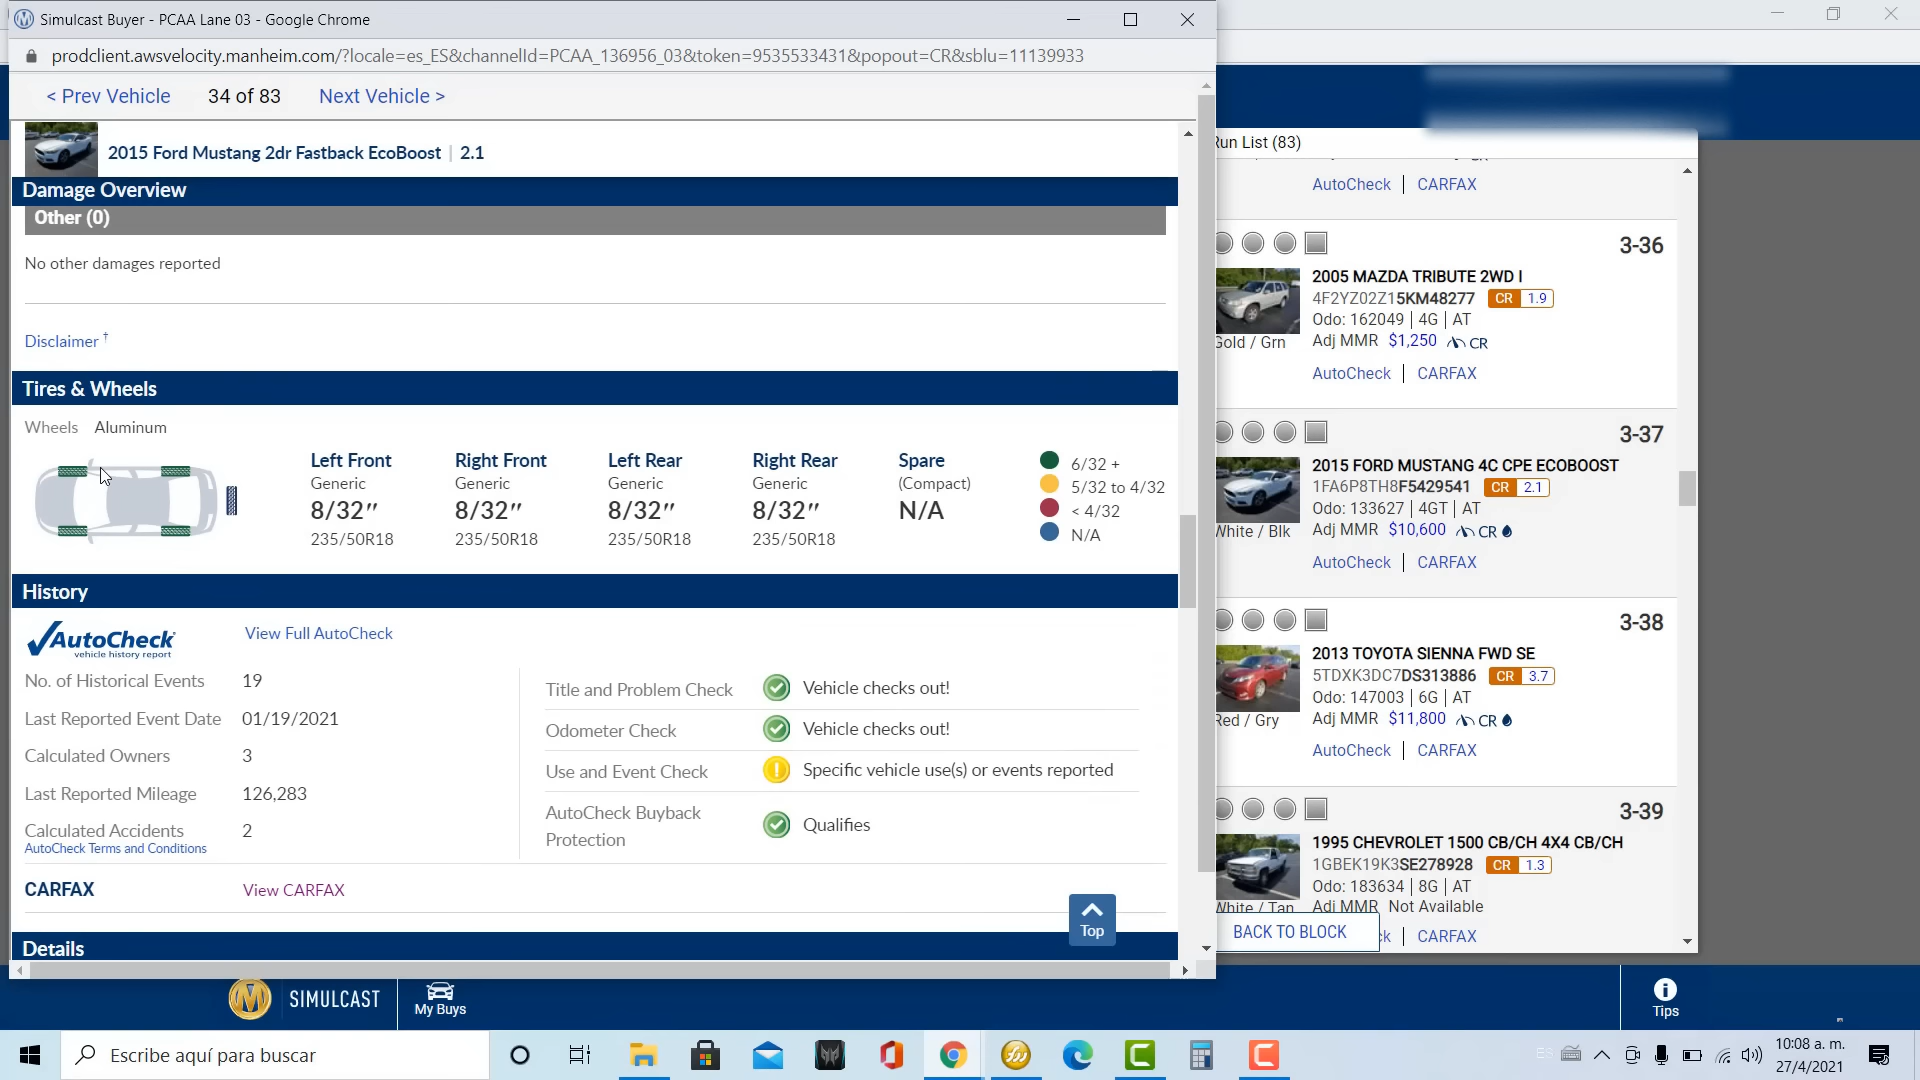 Simulcast Buyer - PCAA Lane 03 - Google Chrome
prodclient.awsvelocity.manheim.com/?locale=es_ES&channelId=PCAA_136956_03&token=9535533431&popout=CR&sblu=11139933
< Prev Vehicle 34 of 83 Next Vehicle >
2015 Ford Mustang 2dr Fastback EcoBoost | 2.1
Damage Overview
Other (0)
No other damages reported
Disclaimer †
Tires & Wheels
Wheels Aluminum
Left Front
Generic
8/32″
235/50R18
Right Front
Generic
8/32″
235/50R18
Left Rear
Generic
8/32″
235/50R18
Right Rear
Generic
8/32″
235/50R18
Spare
(Compact)
N/A
6/32 +
5/32 to 4/32
< 4/32
N/A
History
AutoCheck
vehicle history report
View Full AutoCheck
No. of Historical Events 19
Last Reported Event Date 01/19/2021
Calculated Owners 3
Last Reported Mileage 126,283
Calculated Accidents 2
AutoCheck Terms and Conditions
Title and Problem Check Vehicle checks out!
Odometer Check Vehicle checks out!
Use and Event Check Specific vehicle use(s) or events reported
AutoCheck Buyback
Protection
Qualifies
CARFAX View CARFAX
Top
Details
Run List (83)
AutoCheck | CARFAX
3-36
2005 MAZDA TRIBUTE 2WD I
4F2YZ02Z15KM48277 CR 1.9
Odo: 162049 | 4G | AT
Gold / Grn
Adj MMR $1,250 CR
AutoCheck | CARFAX
3-37
2015 FORD MUSTANG 4C CPE ECOBOOST
1FA6P8TH8F5429541 CR 2.1
Odo: 133627 | 4GT | AT
White / Blk
Adj MMR $10,600 CR
AutoCheck | CARFAX
3-38
2013 TOYOTA SIENNA FWD SE
5TDXK3DC7DS313886 CR 3.7
Odo: 147003 | 6G | AT
Red / Gry
Adj MMR $11,800 CR
AutoCheck | CARFAX
3-39
1995 CHEVROLET 1500 CB/CH 4X4 CB/CH
1GBEK19K3SE278928 CR 1.3
Odo: 183634 | 8G | AT
White / Tan
Adj MMR Not Available
CARFAX
BACK TO BLOCK
SIMULCAST
My Buys
Tips
Escribe aquí para buscar
10:08 a. m.
27/4/2021